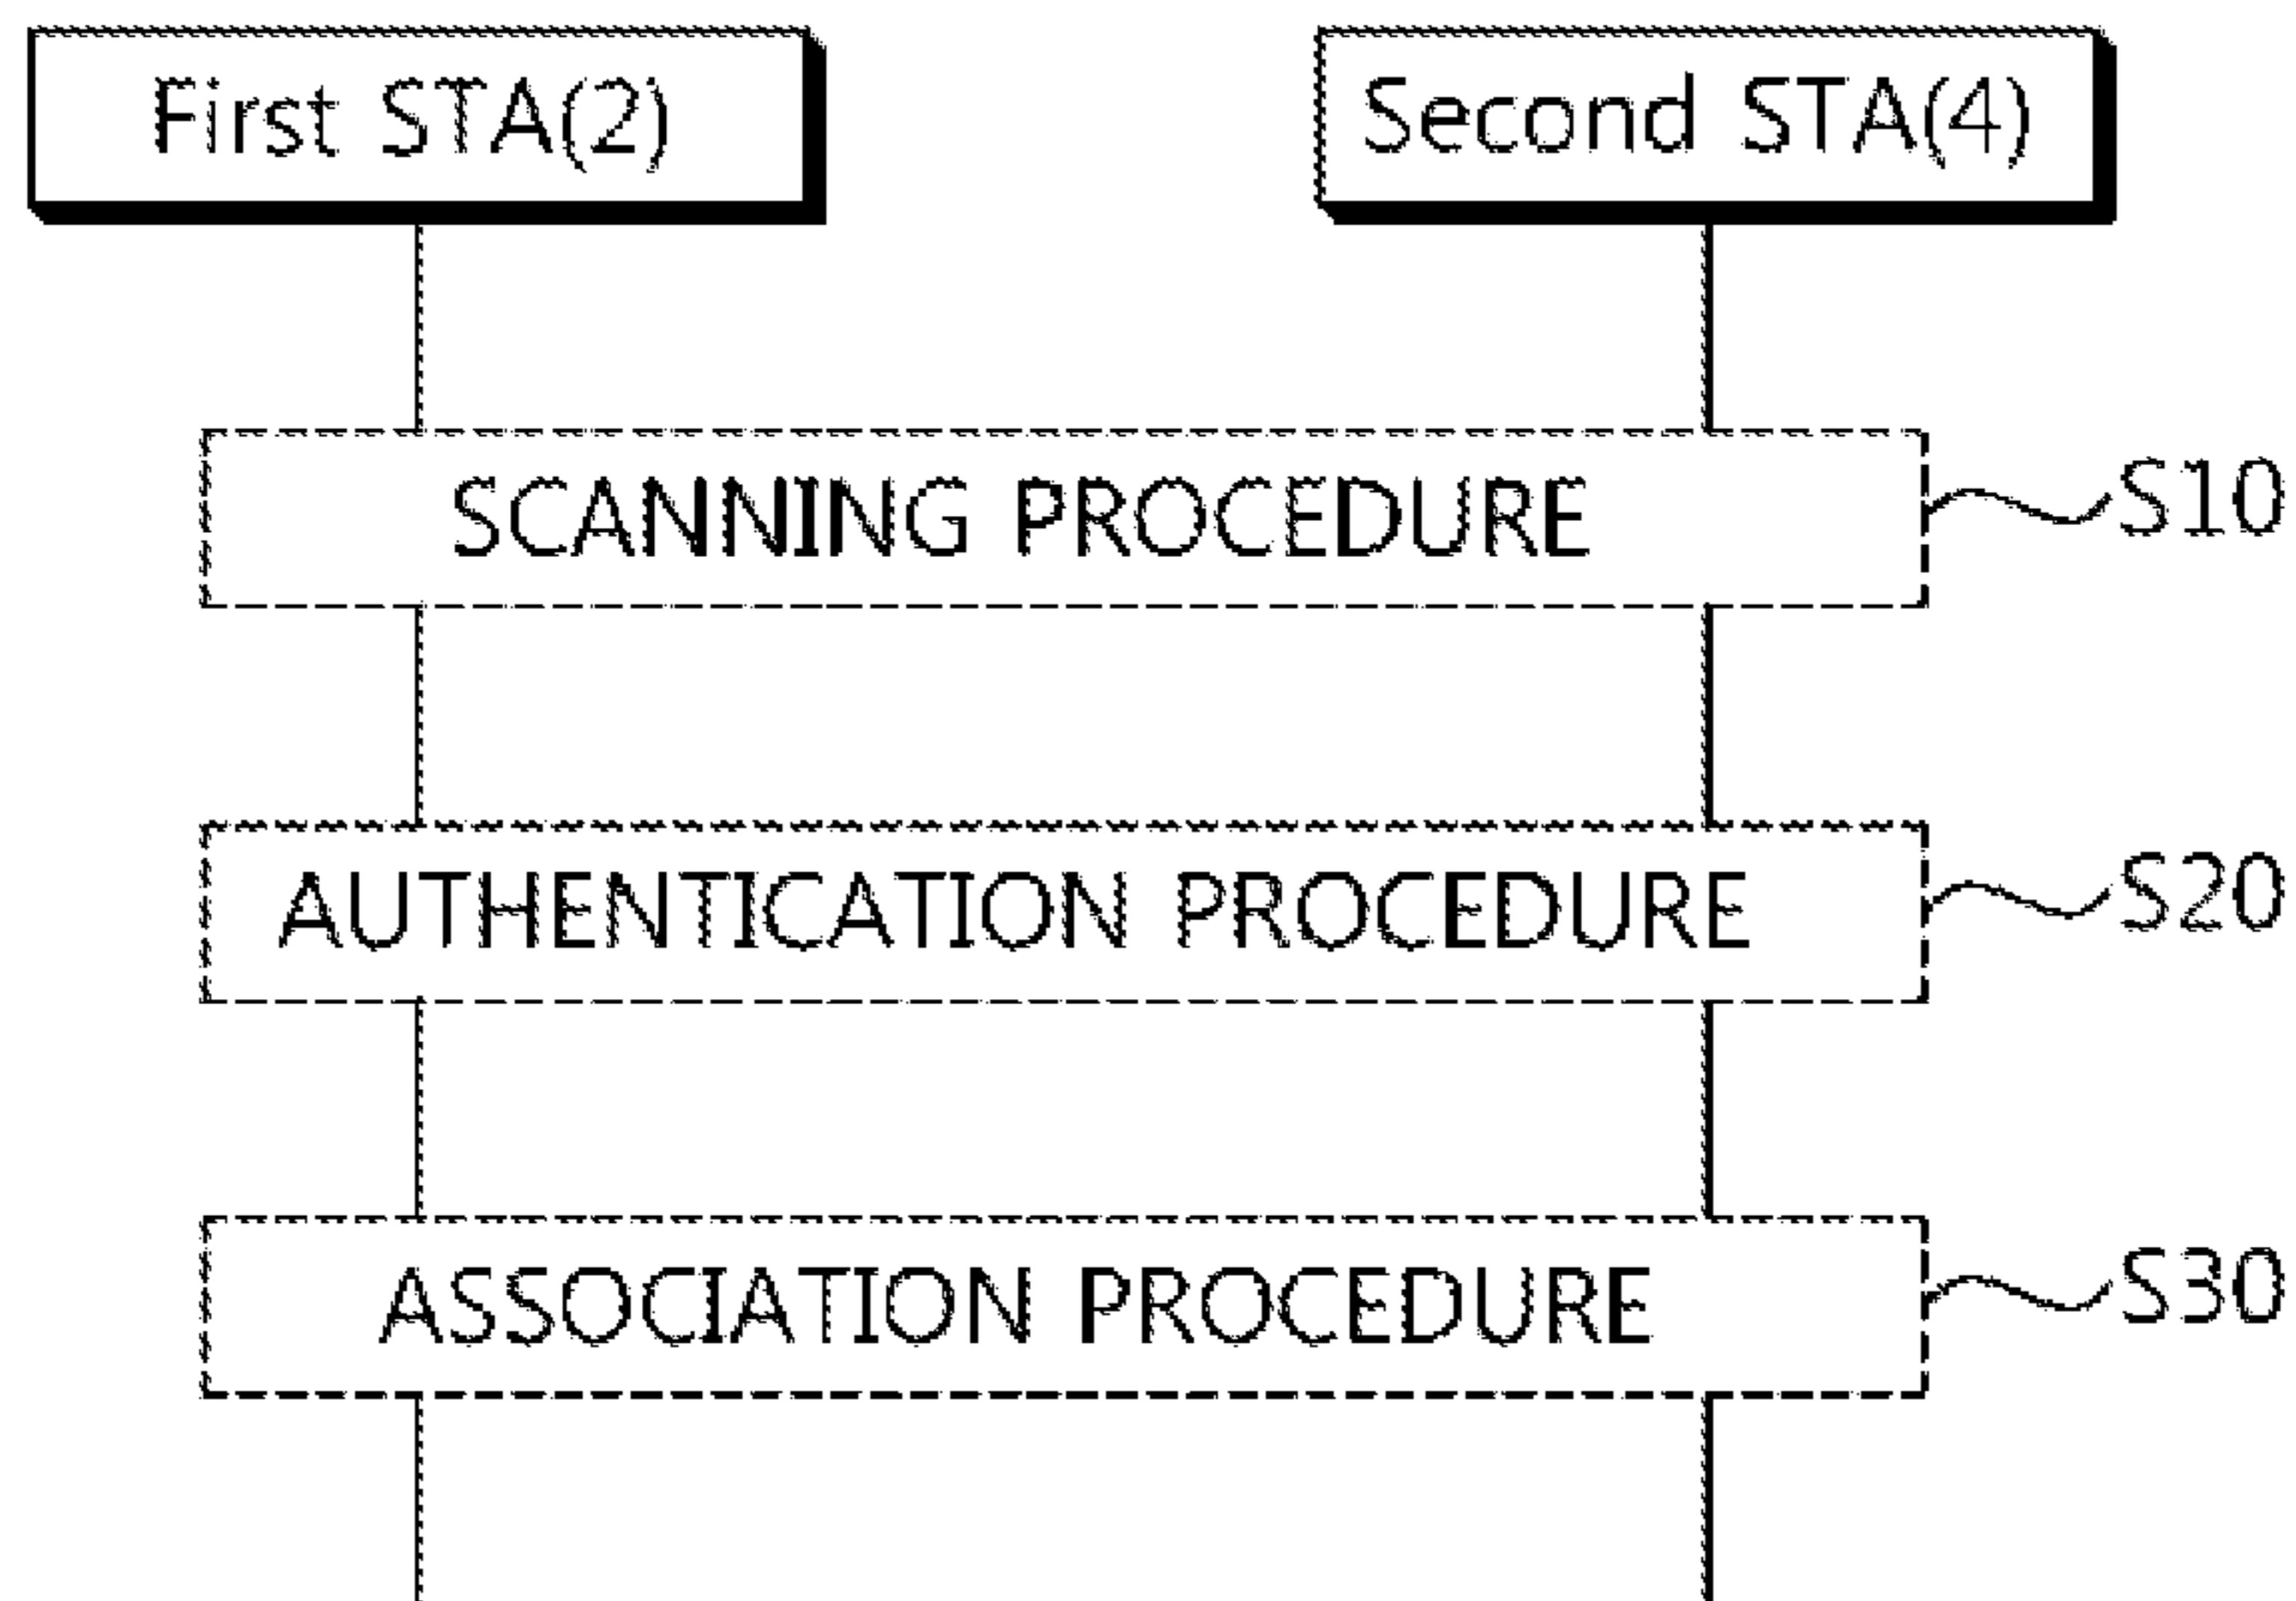 First STA(2)
Second STA(4)
SCANNING PROCEDURE
S10
AUTHENTICATION PROCEDURE
S20
ASSOCIATION PROCEDURE
S30